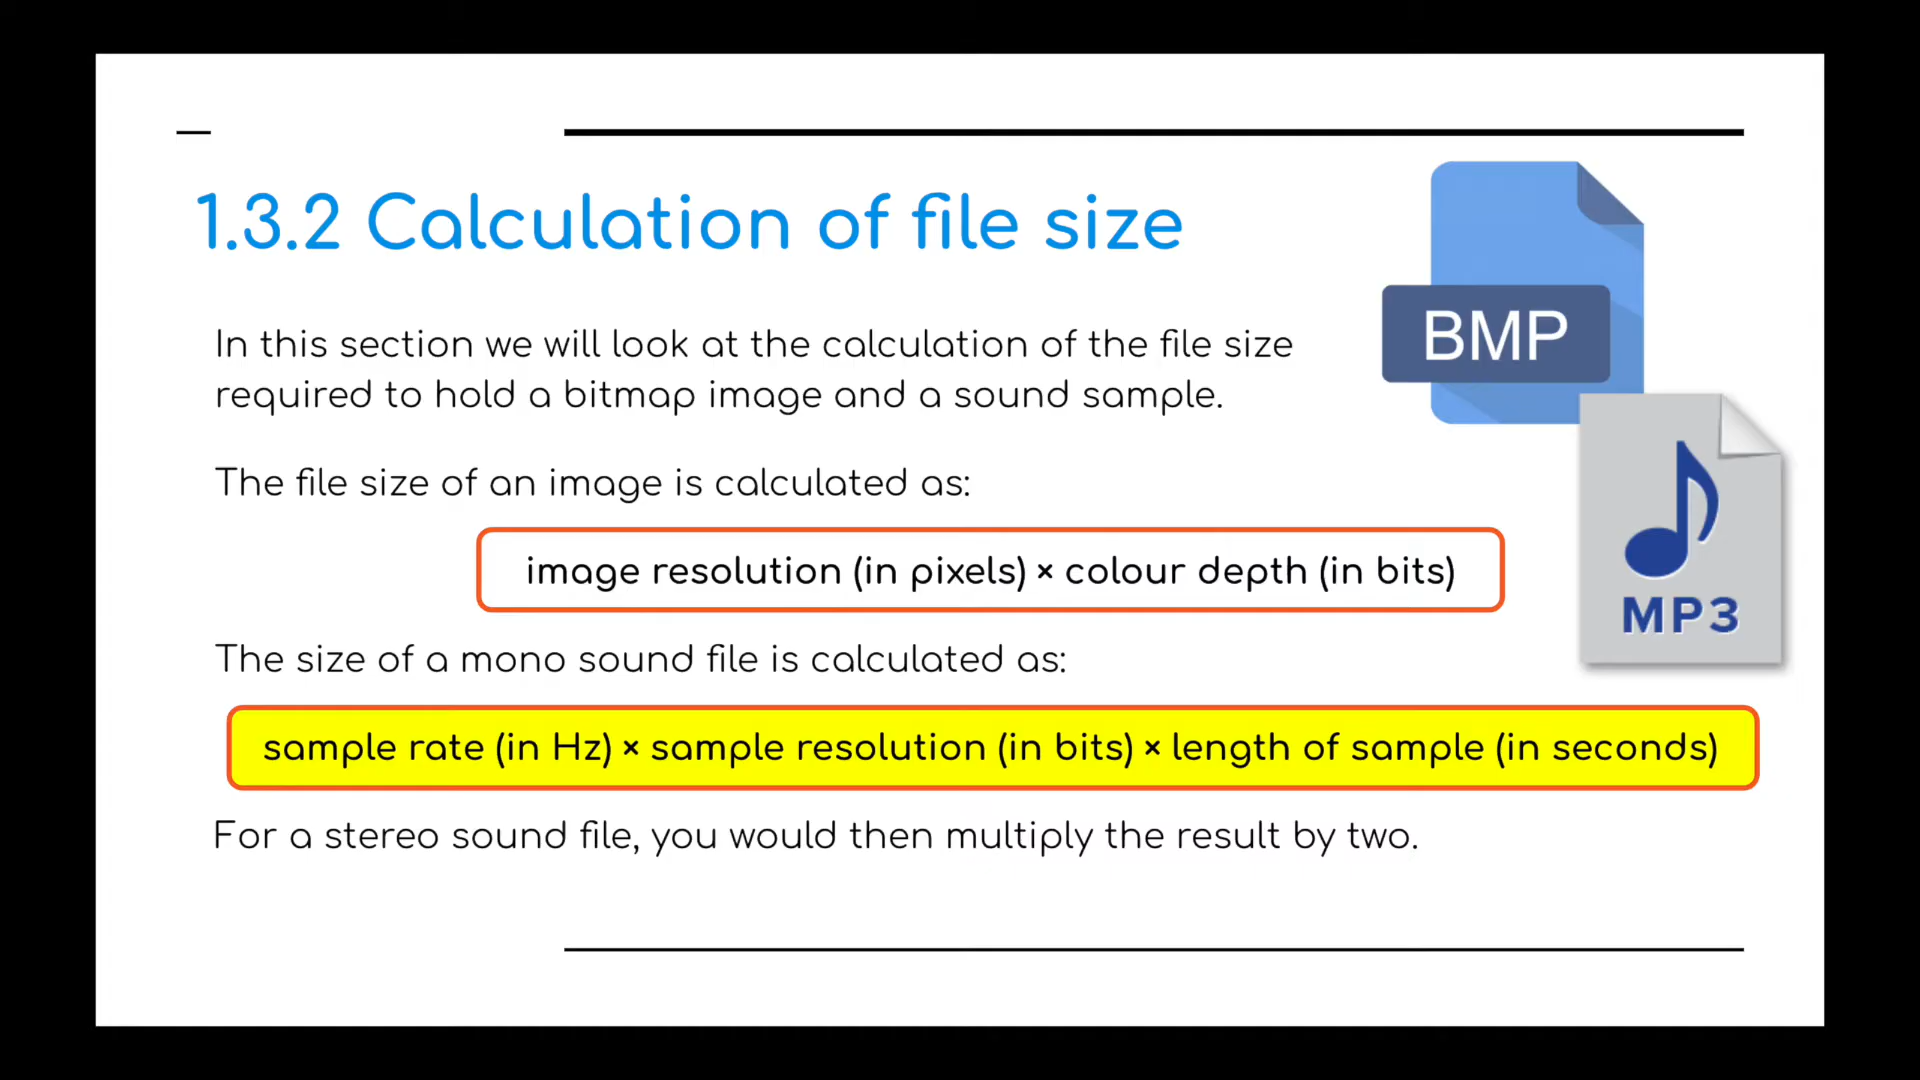 1.3.2 Calculation of file size
BMP
In this section we will look at the calculation of the file size
required to hold a bitmap image and a sound sample.
The file size of an image is calculated as:
image resolution (in pixels) × colour depth (in bits)
MP3
The size of a mono sound file is calculated as:
sample rate (in Hz) × sample resolution (in bits) × length of sample (in seconds)
For a stereo sound file, you would then multiply the result by two.